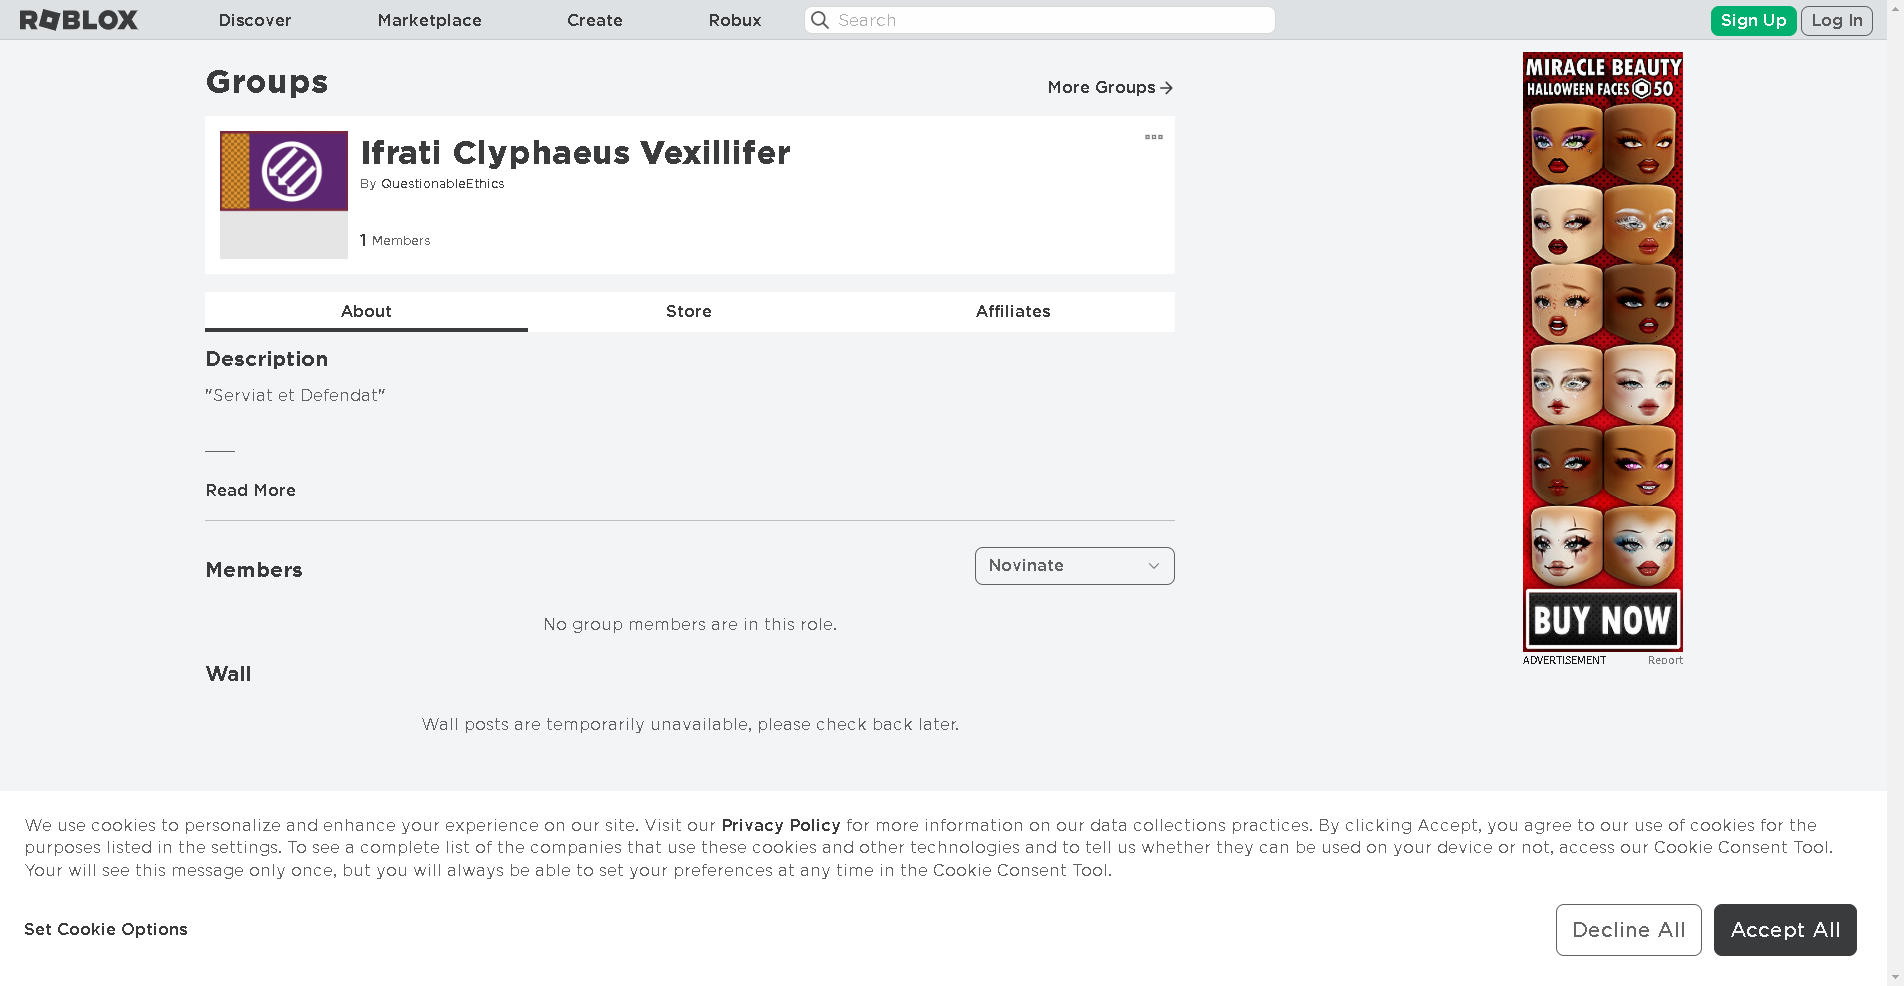 ROBLOX Discover Marketplace Create Robux Search Sign Up Log In
Groups
More Groups
Ifrati Clyphaeus Vexillifer
By QuestionableEthics
1 Members
About Store Affiliates
Description
"Serviat et Defendat"
Read More
Members
Novinate
No group members are in this role.
Wall
Wall posts are temporarily unavailable, please check back later.
MIRACLE BEAUTY
HALLOWEEN FACES 50
BUY NOW
ADVERTISEMENT Report
We use cookies to personalize and enhance your experience on our site. Visit our Privacy Policy for more information on our data collections practices. By clicking Accept, you agree to our use of cookies for the
purposes listed in the settings. To see a complete list of the companies that use these cookies and other technologies and to tell us whether they can be used on your device or not, access our Cookie Consent Tool.
Your will see this message only once, but you will always be able to set your preferences at any time in the Cookie Consent Tool.
Set Cookie Options
Decline All Accept All